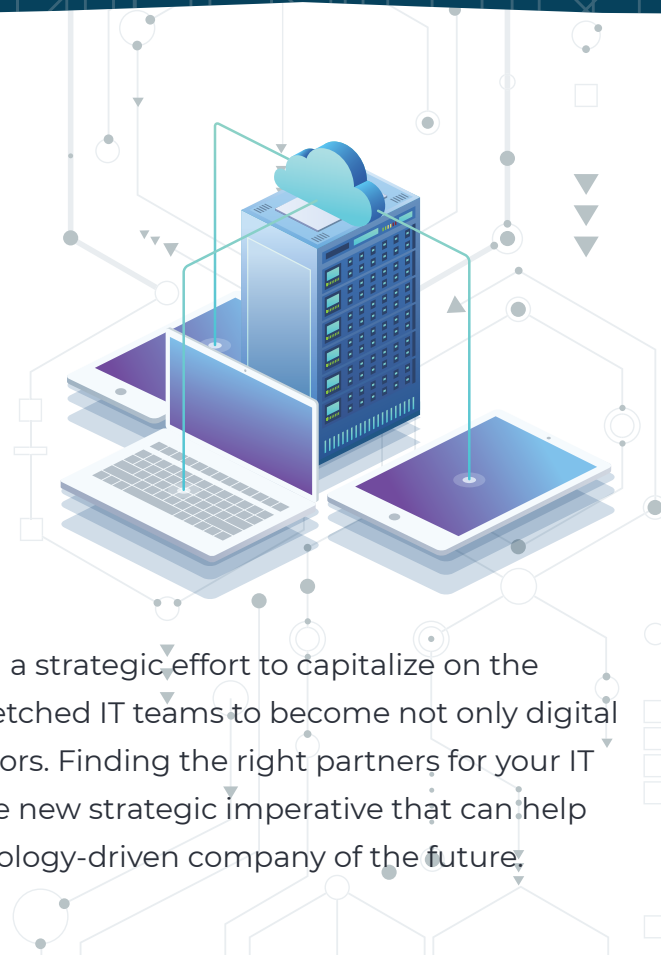 a strategic effort to capitalize on the
etched IT teams to become not only digital
ors. Finding the right partners for your IT
e new strategic imperative that can help
ology-driven company of the future.